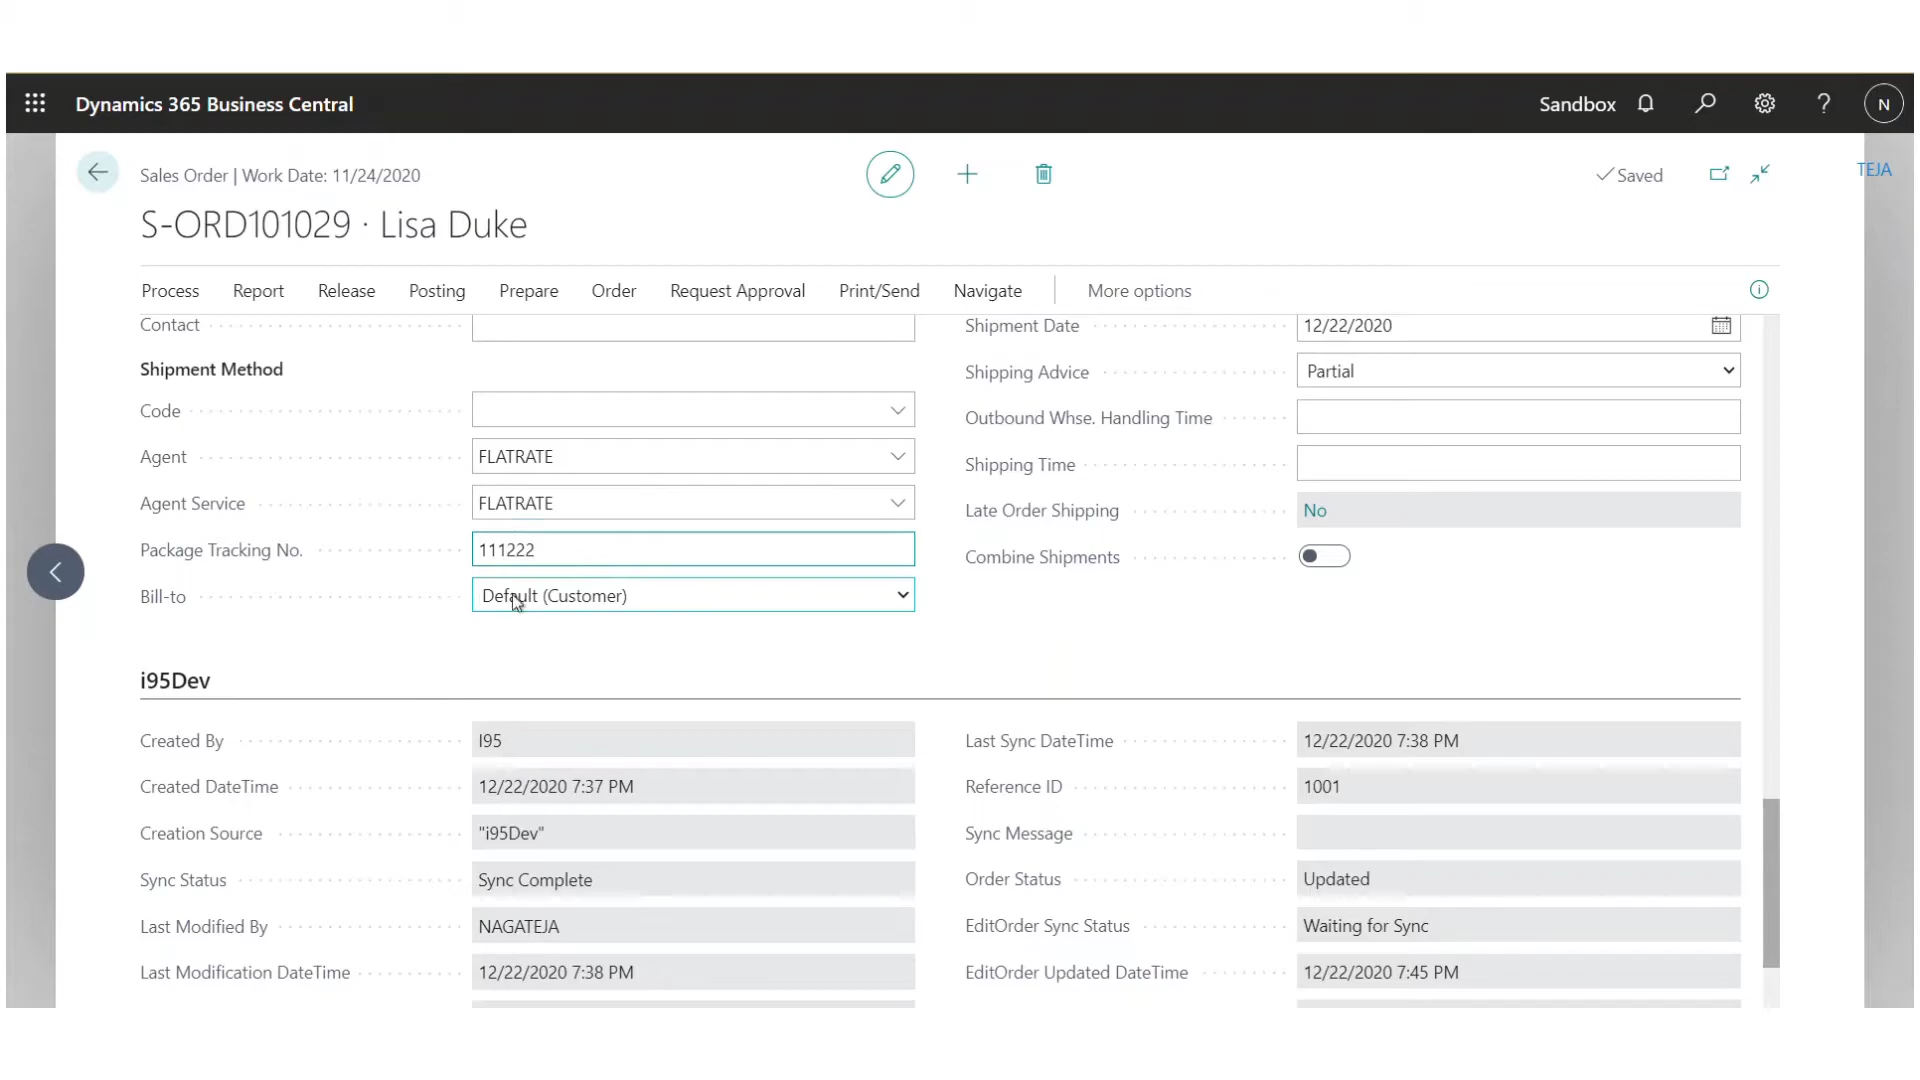 Dynamics 365 Business Central
Sandbox
?
N
Sales Order | Work Date: 11/24/2020
Saved
TEJA
S-ORD101029 · Lisa Duke
Process
Report
Release
Posting
Prepare
Order
Request Approval
Print/Send
Navigate
More options
Contact
Shipment Date
12/22/2020
Shipment Method
Shipping Advice
Partial
Code
Outbound Whse. Handling Time
Agent
FLATRATE
Shipping Time
Agent Service
FLATRATE
Late Order Shipping
No
Package Tracking No.
111222
Combine Shipments
Bill-to
Default (Customer)
i95Dev
Created By
I95
Last Sync DateTime
12/22/2020 7:38 PM
Created DateTime
12/22/2020 7:37 PM
Reference ID
1001
Creation Source
"i95Dev"
Sync Message
Sync Status
Sync Complete
Order Status
Updated
Last Modified By
NAGATEJA
EditOrder Sync Status
Waiting for Sync
Last Modification DateTime
12/22/2020 7:38 PM
EditOrder Updated DateTime
12/22/2020 7:45 PM